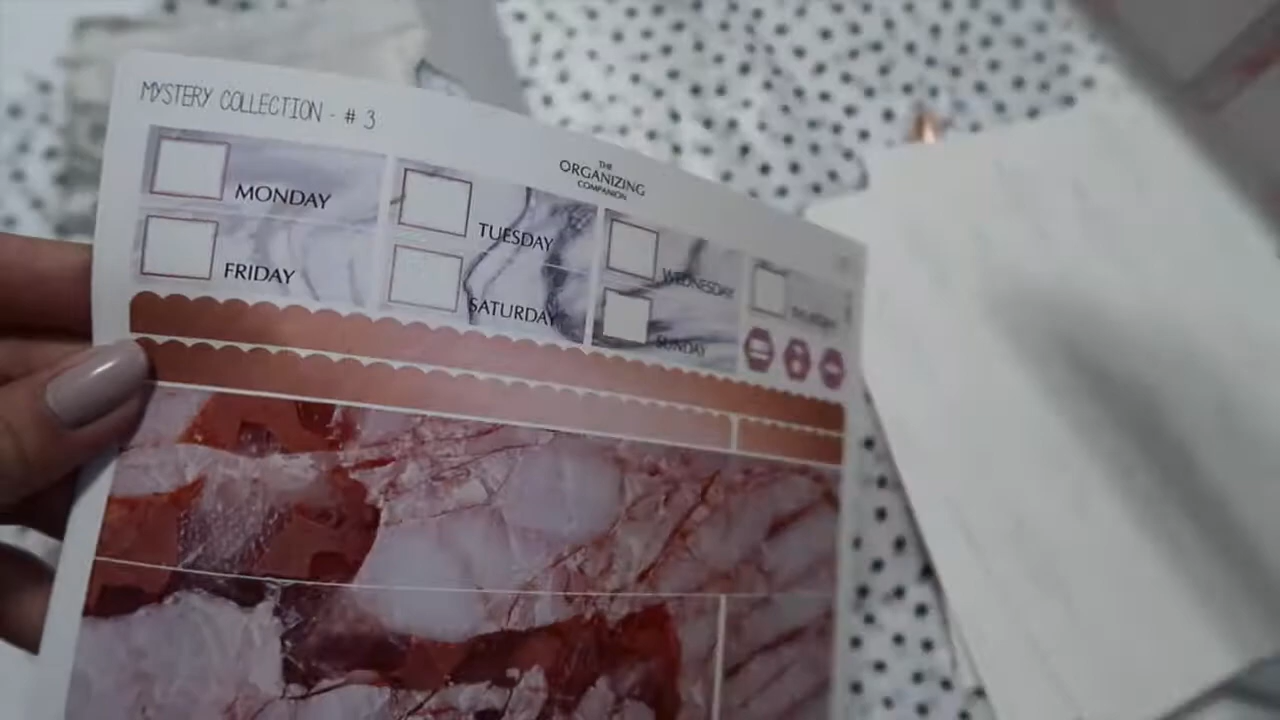 MYSTERY COLLECTION - # 3
THE
ORGANIZING
COMPANION
MONDAY
TUESDAY
WEDNESDAY
FRIDAY
SATURDAY
SUNDAY